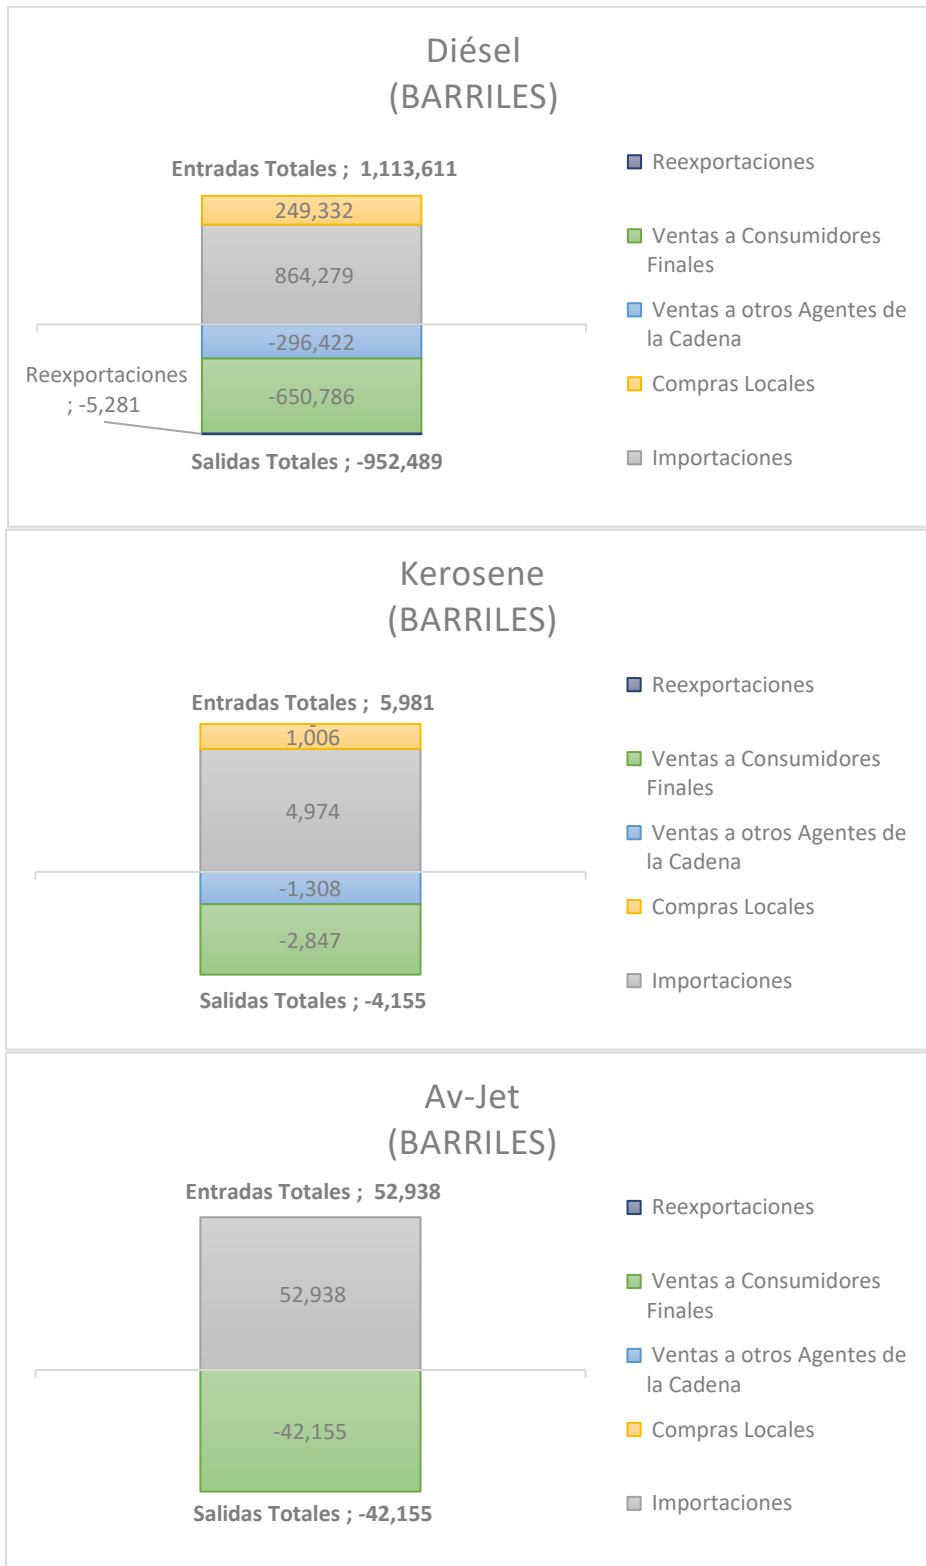 Diésel
(BARRILES)
Entradas Totales ; 1,113,611
249,332
864,279
-296,422
-650,786
Reexportaciones
; -5,281
Salidas Totales ; -952,489
Reexportaciones
Ventas a Consumidores
Finales
Ventas a otros Agentes de
la Cadena
Compras Locales
Importaciones
Kerosene
(BARRILES)
Entradas Totales ; 5,981
-
1,006
4,974
-1,308
-2,847
Salidas Totales ; -4,155
Reexportaciones
Ventas a Consumidores
Finales
Ventas a otros Agentes de
la Cadena
Compras Locales
Importaciones
Av-Jet
(BARRILES)
Entradas Totales ; 52,938
52,938
-42,155
Salidas Totales ; -42,155
Reexportaciones
Ventas a Consumidores
Finales
Ventas a otros Agentes de
la Cadena
Compras Locales
Importaciones